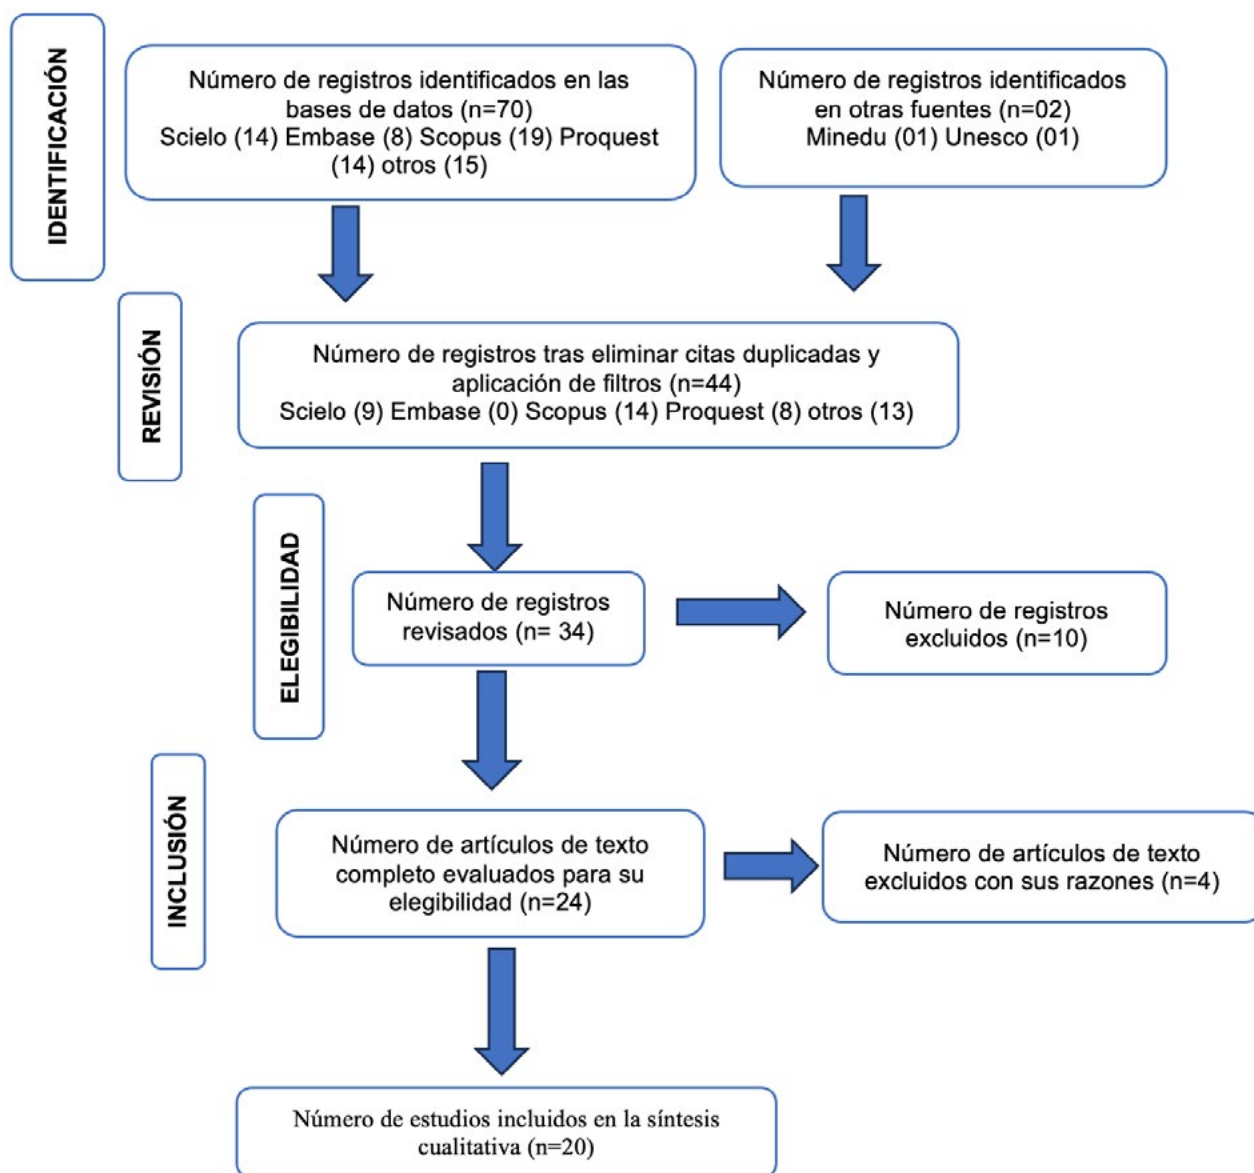 IDENTIFICACIÓN
Número de registros identificados en las
bases de datos (n=70)
Scielo (14) Embase (8) Scopus (19) Proquest
(14) otros (15)
Número de registros identificados
en otras fuentes (n=02)
Minedu (01) Unesco (01)
REVISIÓN
Número de registros tras eliminar citas duplicadas y
aplicación de filtros (n=44)
Scielo (9) Embase (0) Scopus (14) Proquest (8) otros (13)
ELEGIBILIDAD
Número de registros
revisados (n= 34)
Número de registros
excluidos (n=10)
INCLUSIÓN
Número de artículos de texto
completo evaluados para su
elegibilidad (n=24)
Número de artículos de texto
excluidos con sus razones (n=4)
Número de estudios incluidos en la síntesis
cualitativa (n=20)